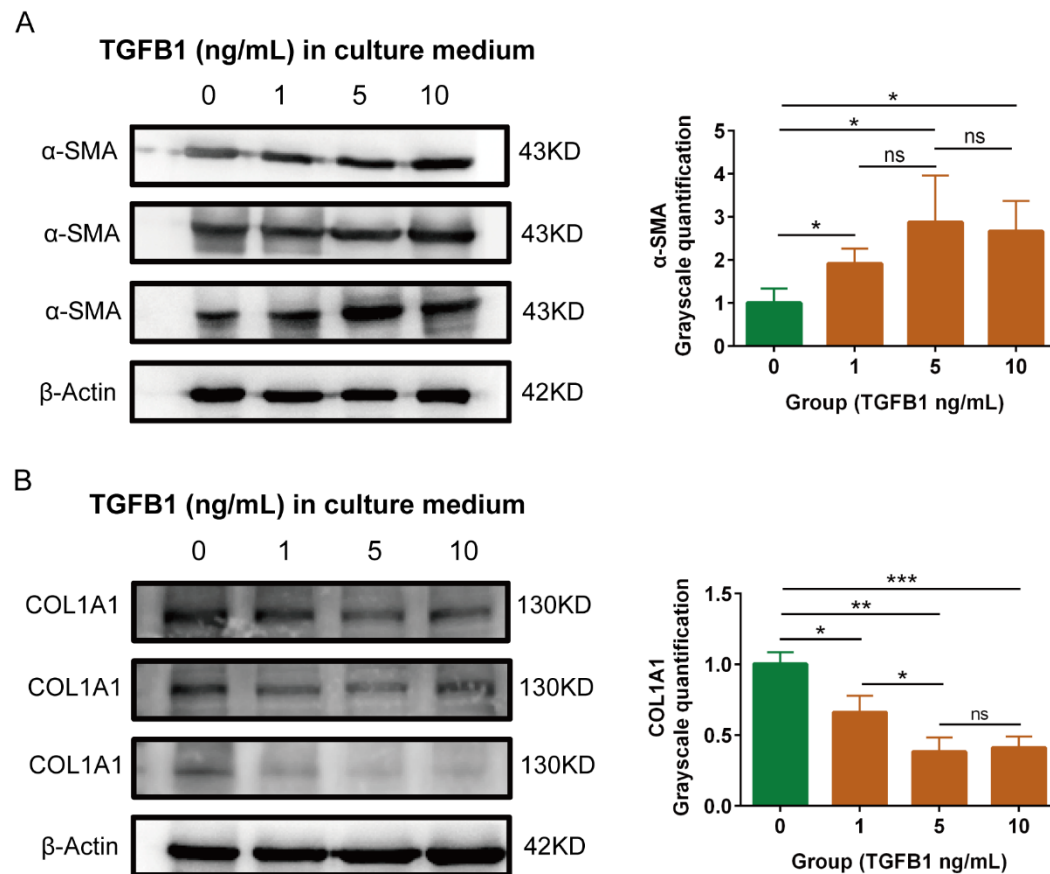 A
TGFB1 (ng/mL) in culture medium
0 1 5 10
α-SMA 43KD
α-SMA 43KD
α-SMA 43KD
β-Actin 42KD
α-SMA
Grayscale quantification
5
4
3
2
1
0
*
*
ns
ns
*
0 1 5 10
Group (TGFB1 ng/mL)
B
TGFB1 (ng/mL) in culture medium
0 1 5 10
COL1A1 130KD
COL1A1 130KD
COL1A1 130KD
β-Actin 42KD
COL1A1
Grayscale quantification
1.5
1.0
0.5
0.0
***
**
*
*
ns
0 1 5 10
Group (TGFB1 ng/mL)